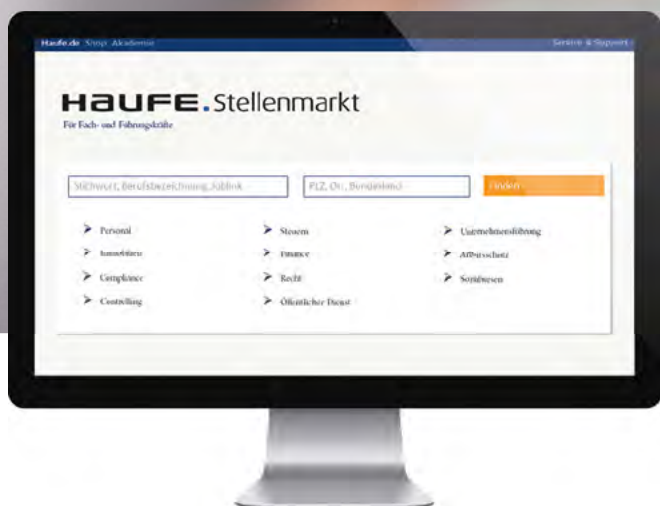 Haufe.de Shop Akademie Service & Support
HAUFE.Stellenmarkt
Für Fach- und Führungskräfte
Stichwort, Berufsbezeichnung, Joblink PLZ, Ort, Bundesland Finden
Personal Steuern Unternehmensführung
Immobilien Finance Arbeitsschutz
Compliance Recht Sozialwesen
Controlling Öffentlicher Dienst